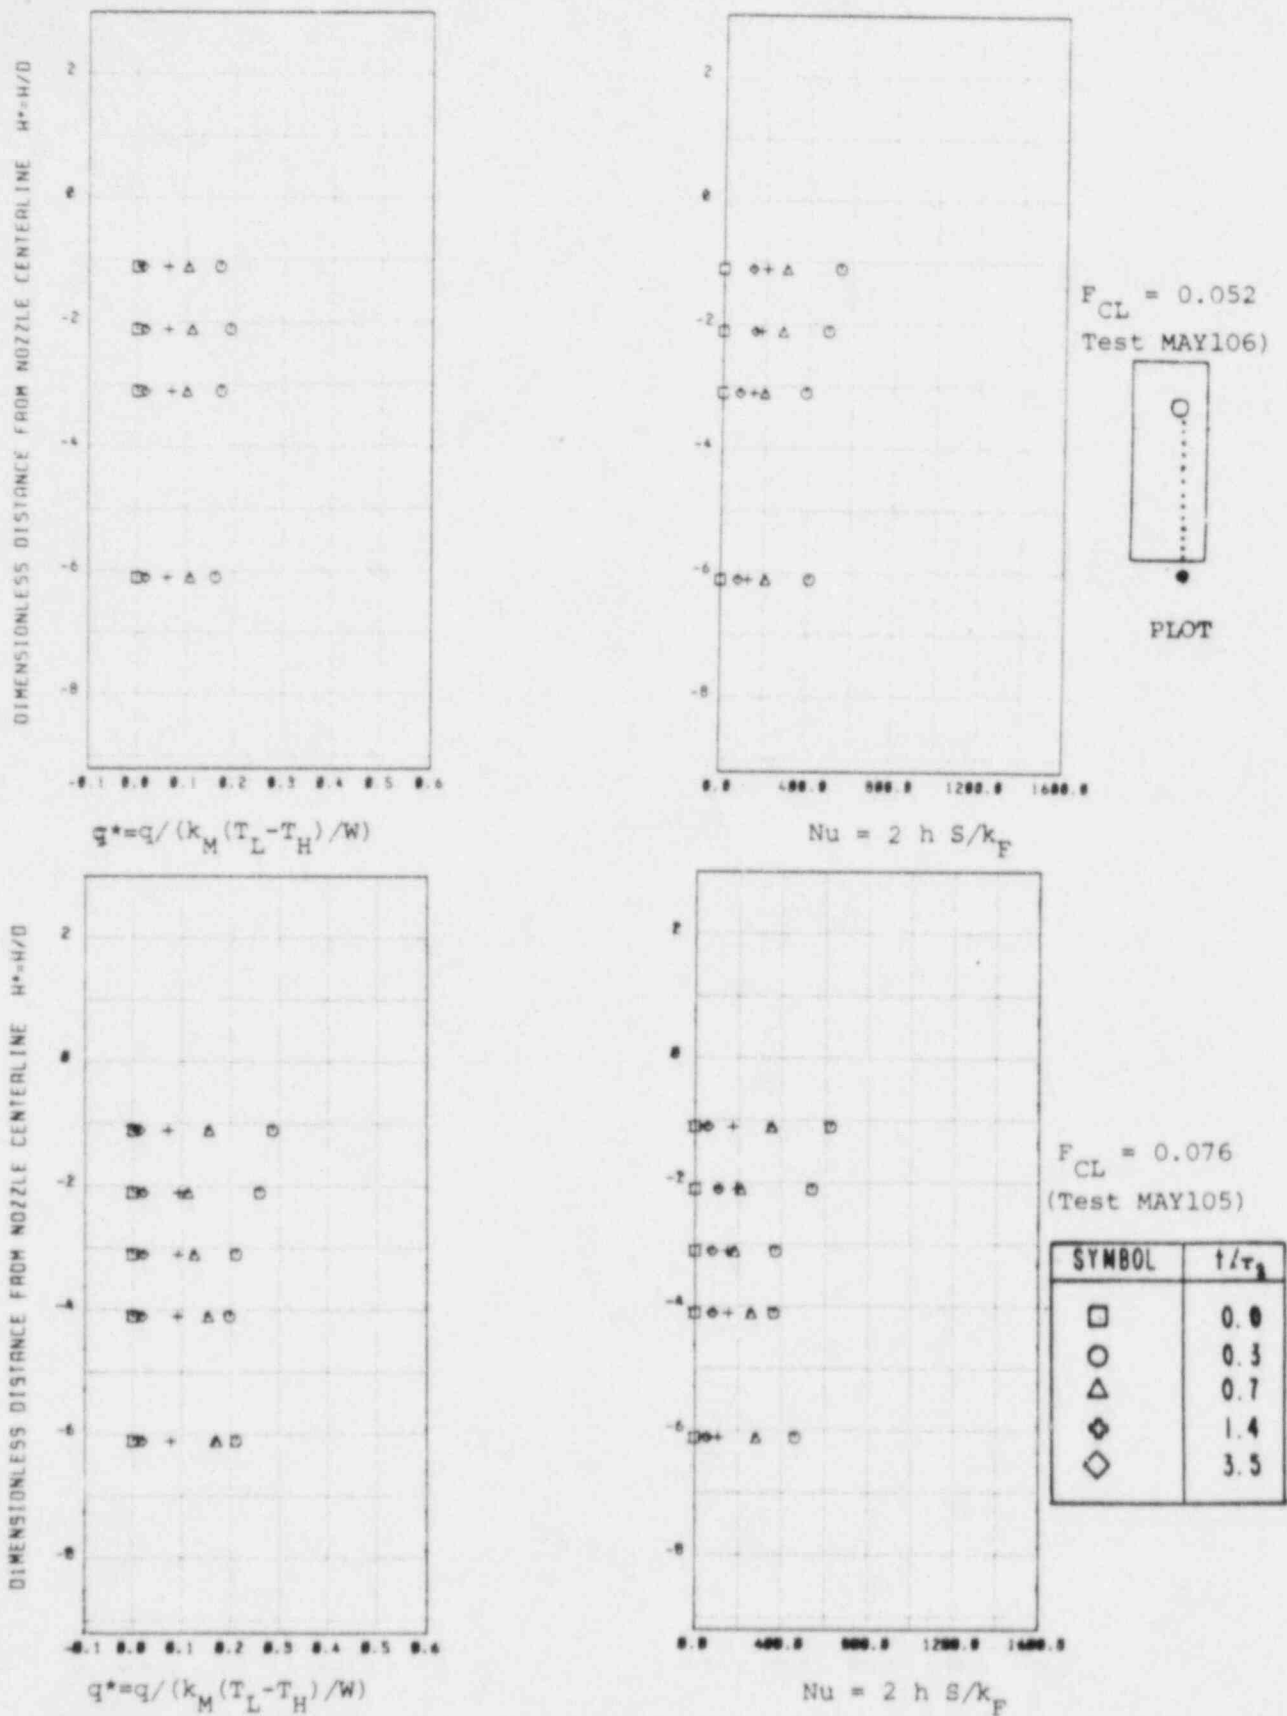 DIMENSIONLESS DISTANCE FROM NOZZLE CENTERLINE H*=H/D
2
0
-2
-4
-6
-8
-0.1 0.0 0.1 0.2 0.3 0.4 0.5 0.6
q*=q/(k_M(T_L-T_H)/W)
2
0
-2
-4
-6
-8
0.0 400.0 800.0 1200.0 1600.0
Nu = 2 h S/k_F
F_CL = 0.052
Test MAY106)
PLOT
DIMENSIONLESS DISTANCE FROM NOZZLE CENTERLINE H*=H/D
2
0
-2
-4
-6
-8
-0.1 0.0 0.1 0.2 0.3 0.4 0.5 0.6
q*=q/(k_M(T_L-T_H)/W)
2
0
-2
-4
-6
-8
0.0 400.0 800.0 1200.0 1600.0
Nu = 2 h S/k_F
F_CL = 0.076
(Test MAY105)
SYMBOL
0.0
0.3
0.7
1.4
3.5